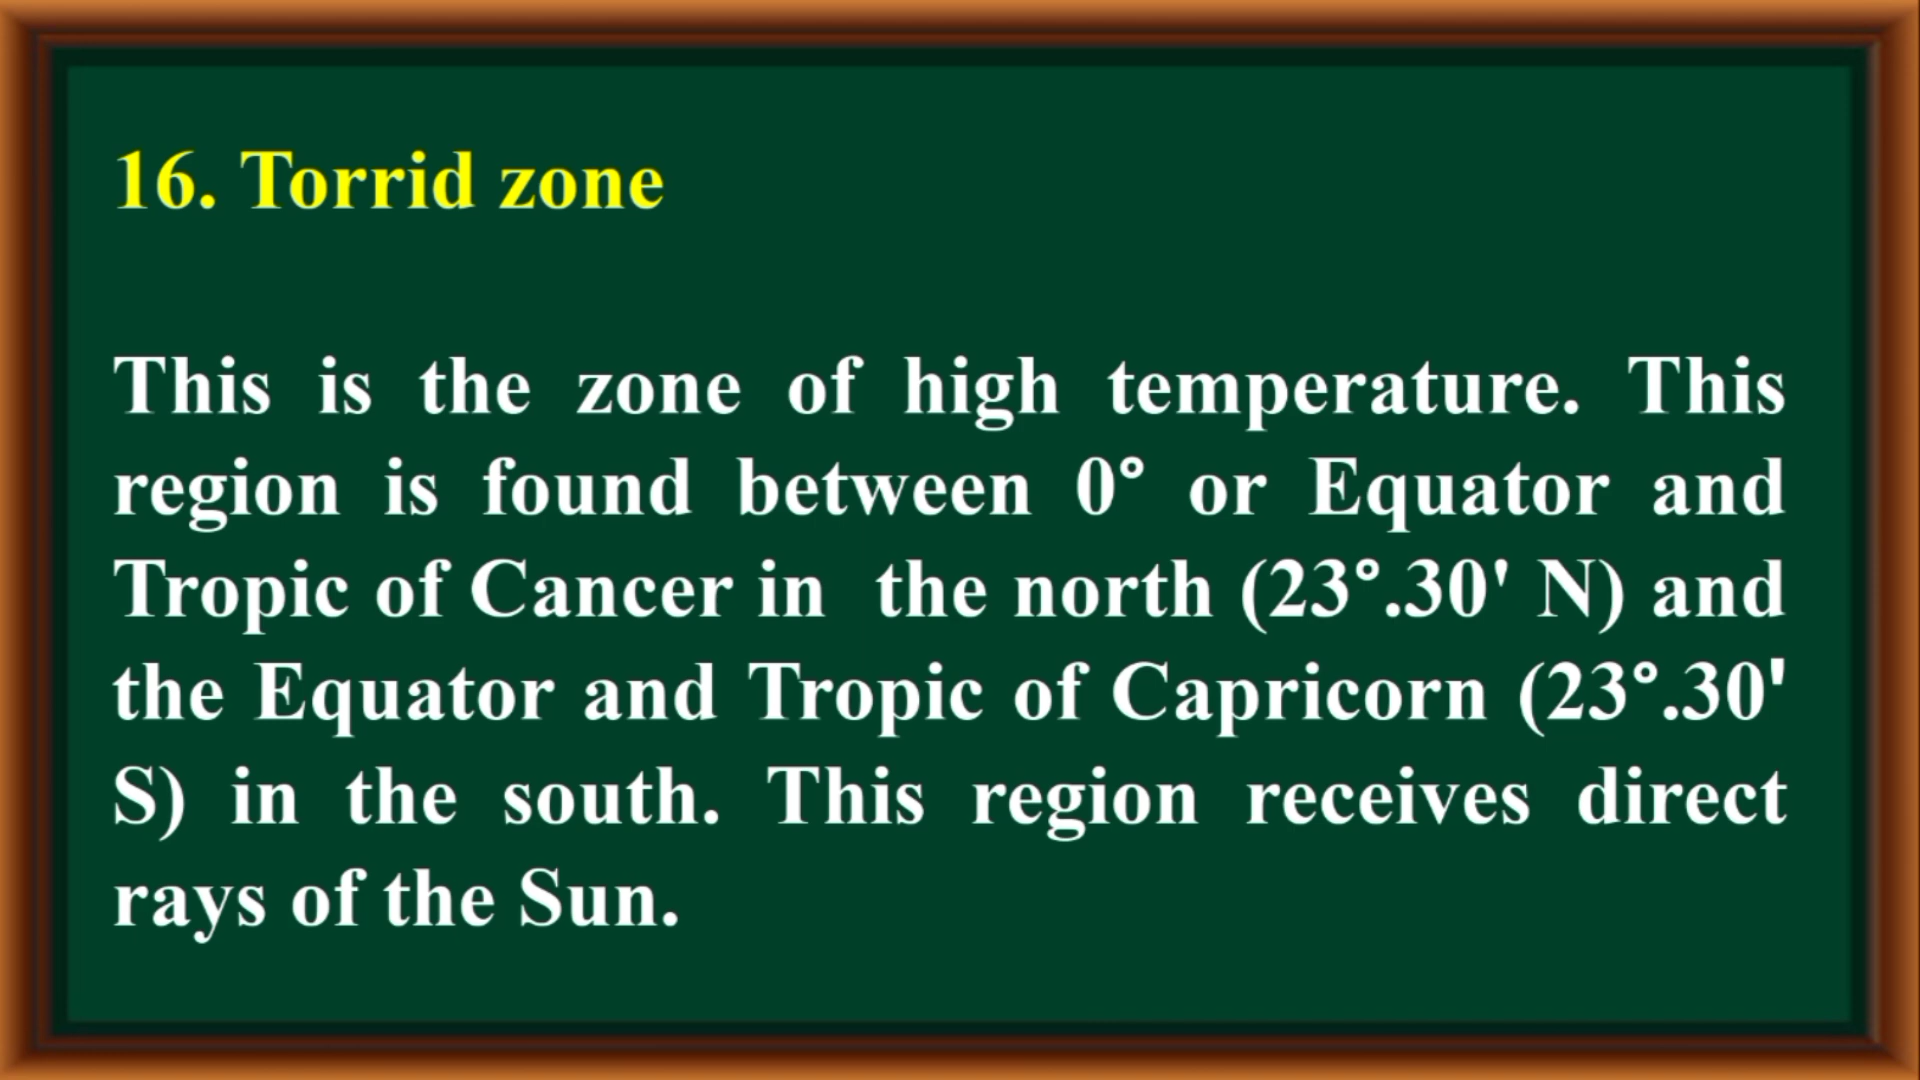 16. Torrid zone
This is the zone of high temperature. This
region is found between 0° or Equator and
Tropic of Cancer in the north (23°.30' N) and
the Equator and Tropic of Capricorn (23°.30'
S) in the south. This region receives direct
rays of the Sun.